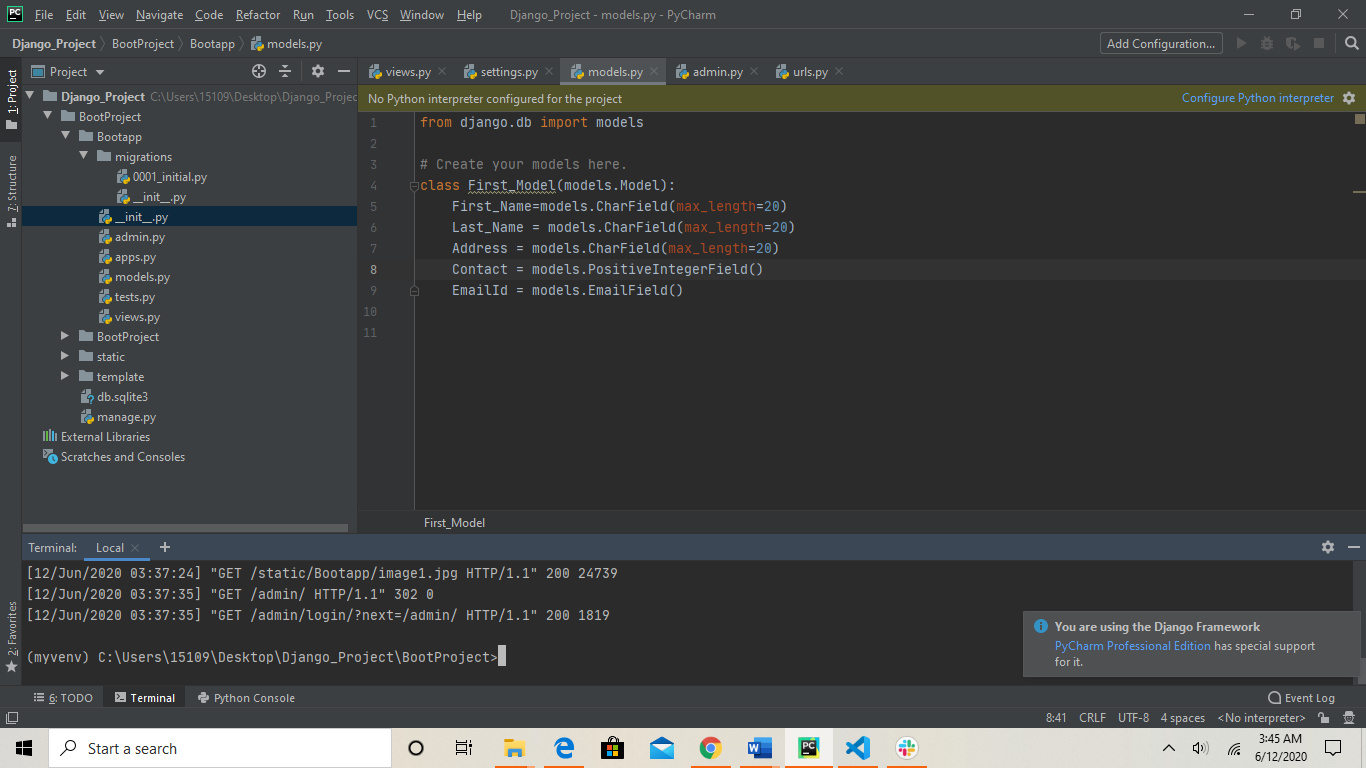 File Edit View Navigate Code Refactor Run Tools VCS Window Help Django_Project - models.py - PyCharm
Django_Project BootProject Bootapp models.py Add Configuration...
Project
views.py settings.py models.py admin.py urls.py
No Python interpreter configured for the project Configure Python interpreter
1: Project
7: Structure
2: Favorites
Django_Project C:\Users\15109\Desktop\Django_Projec
BootProject
Bootapp
migrations
0001_initial.py
__init__.py
__init__.py
admin.py
apps.py
models.py
tests.py
views.py
BootProject
static
template
db.sqlite3
manage.py
External Libraries
Scratches and Consoles
1 from django.db import models
2
3 # Create your models here.
4 class First_Model(models.Model):
5 First_Name=models.CharField(max_length=20)
6 Last_Name = models.CharField(max_length=20)
7 Address = models.CharField(max_length=20)
8 Contact = models.PositiveIntegerField()
9 EmailId = models.EmailField()
10
11
First_Model
Terminal: Local
[12/Jun/2020 03:37:24] "GET /static/Bootapp/image1.jpg HTTP/1.1" 200 24739
[12/Jun/2020 03:37:35] "GET /admin/ HTTP/1.1" 302 0
[12/Jun/2020 03:37:35] "GET /admin/login/?next=/admin/ HTTP/1.1" 200 1819
(myvenv) C:\Users\15109\Desktop\Django_Project\BootProject>
You are using the Django Framework
PyCharm Professional Edition has special support
for it.
6: TODO Terminal Python Console Event Log
8:41 CRLF UTF-8 4 spaces <No interpreter>
Start a search
3:45 AM
6/12/2020